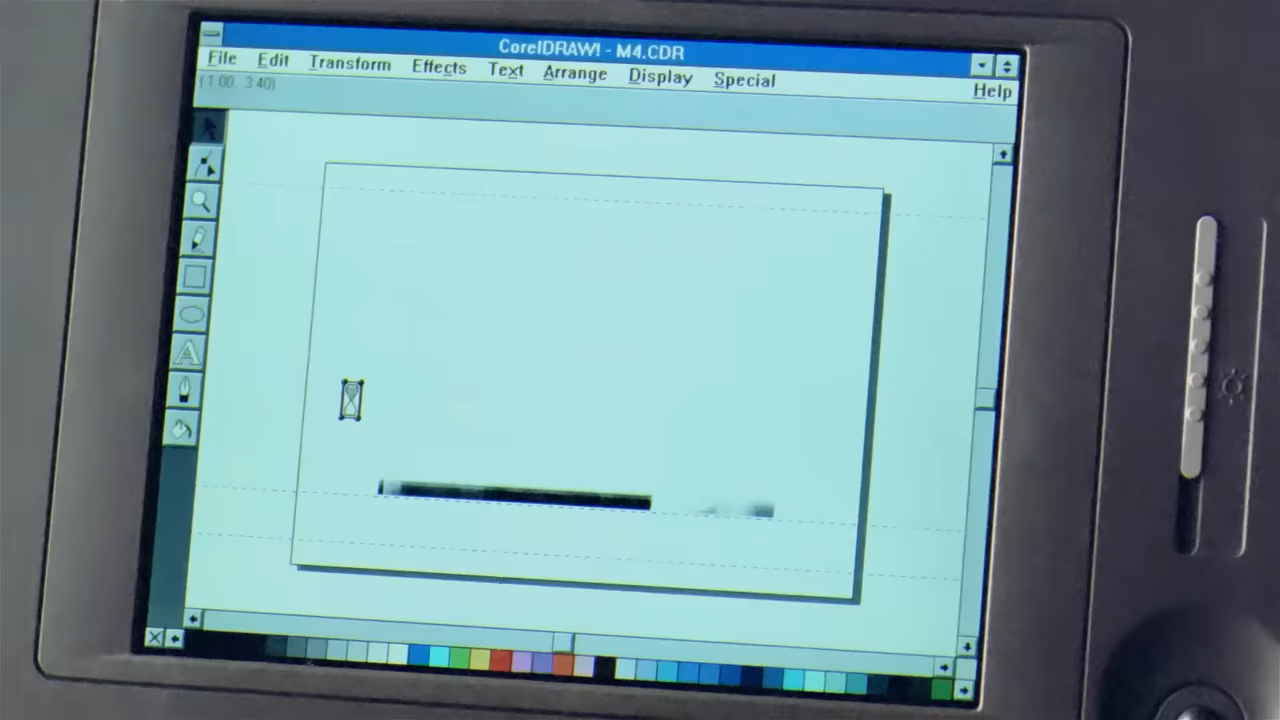 CorelDRAW! - M4.CDR
File Edit Transform Effects Text Arrange Display Special
Help
(1.00, 3.40)
A